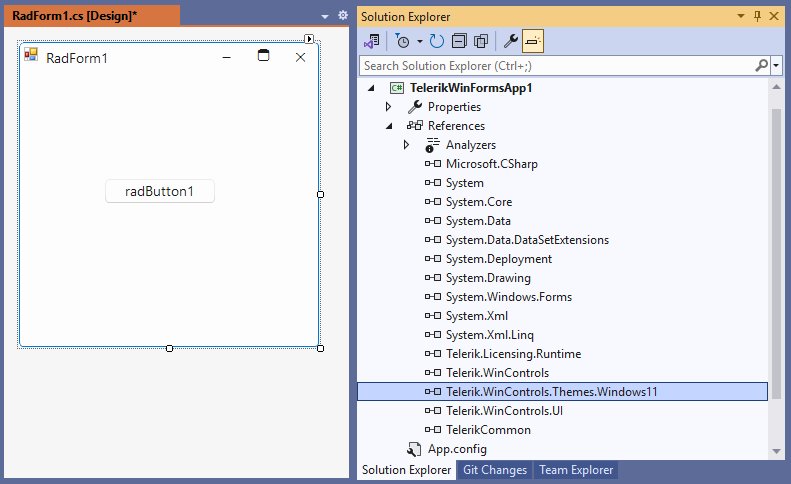 RadForm1.cs [Design]*
RadForm1
radButton1
Solution Explorer
Search Solution Explorer (Ctrl+;)
C# TelerikWinFormsApp1
Properties
References
Analyzers
Microsoft.CSharp
System
System.Core
System.Data
System.Data.DataSetExtensions
System.Deployment
System.Drawing
System.Windows.Forms
System.Xml
System.Xml.Linq
Telerik.Licensing.Runtime
Telerik.WinControls
Telerik.WinControls.Themes.Windows11
Telerik.WinControls.UI
TelerikCommon
App.config
Solution Explorer Git Changes Team Explorer